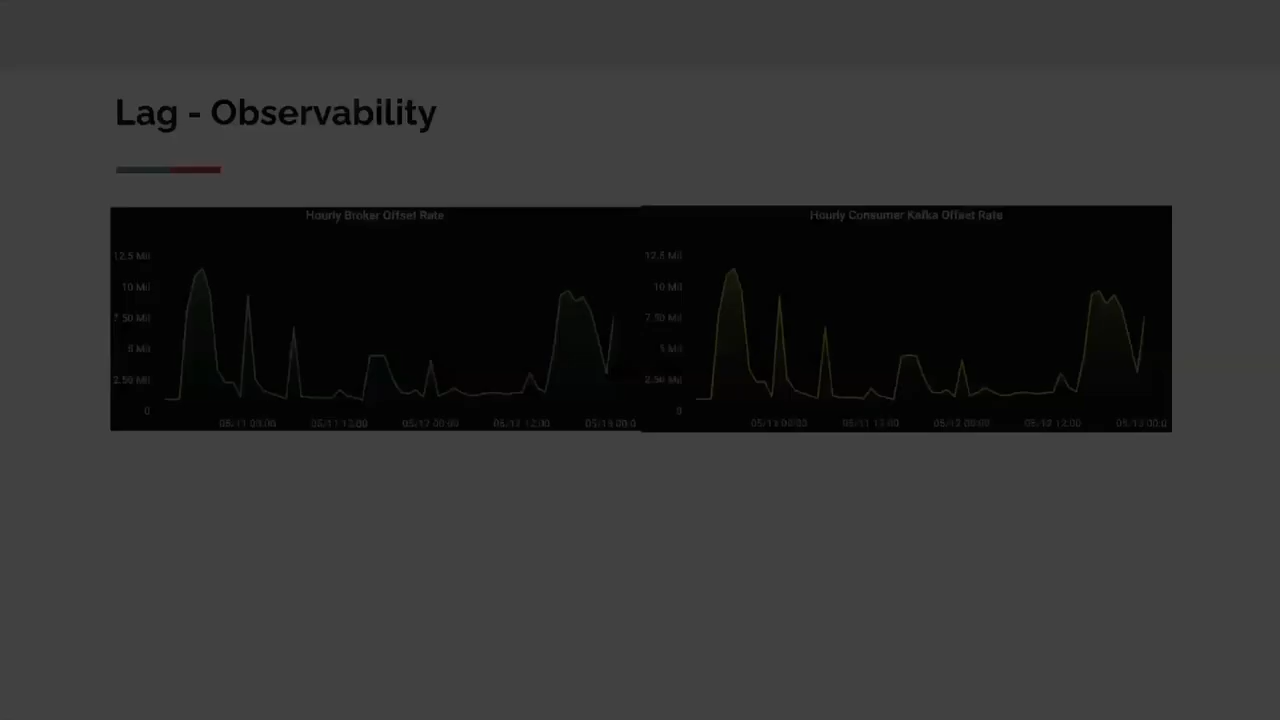 Lag - Observability
Hourly Broker Offset Rate
12.5 Mil
10 Mil
7.50 Mil
5 Mil
2.50 Mil
0
Hourly Consumer Kafka Offset Rate
12.5 Mil
10 Mil
7.50 Mil
5 Mil
2.50 Mil
0